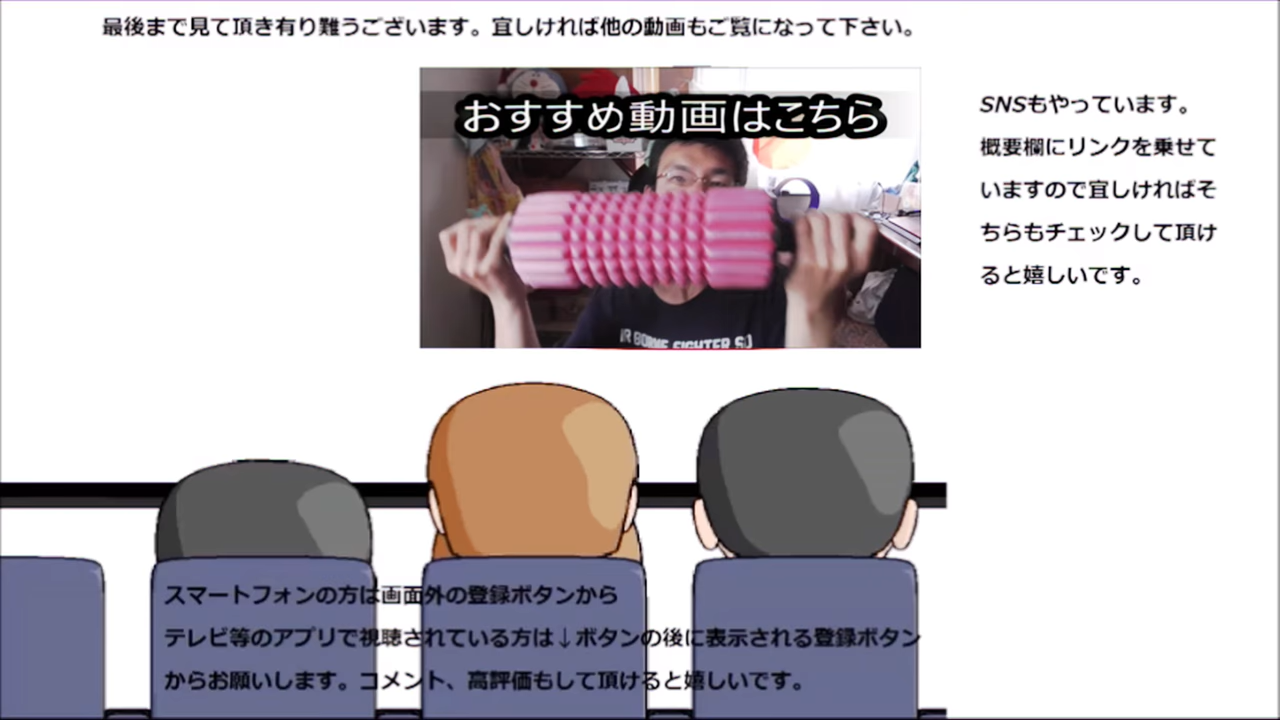 最後まで見て頂き有り難うございます。宜しければ他の動画もご覧になって下さい。
おすすめ動画はこちら
SNSもやっています。
概要欄にリンクを乗せて
いますので宜しければそ
ちらもチェックして頂け
ると嬉しいです。
スマートフォンの方は画面外の登録ボタンから
テレビ等のアプリで視聴されている方は↓ボタンの後に表示される登録ボタン
からお願いします。コメント、高評価もして頂けると嬉しいです。